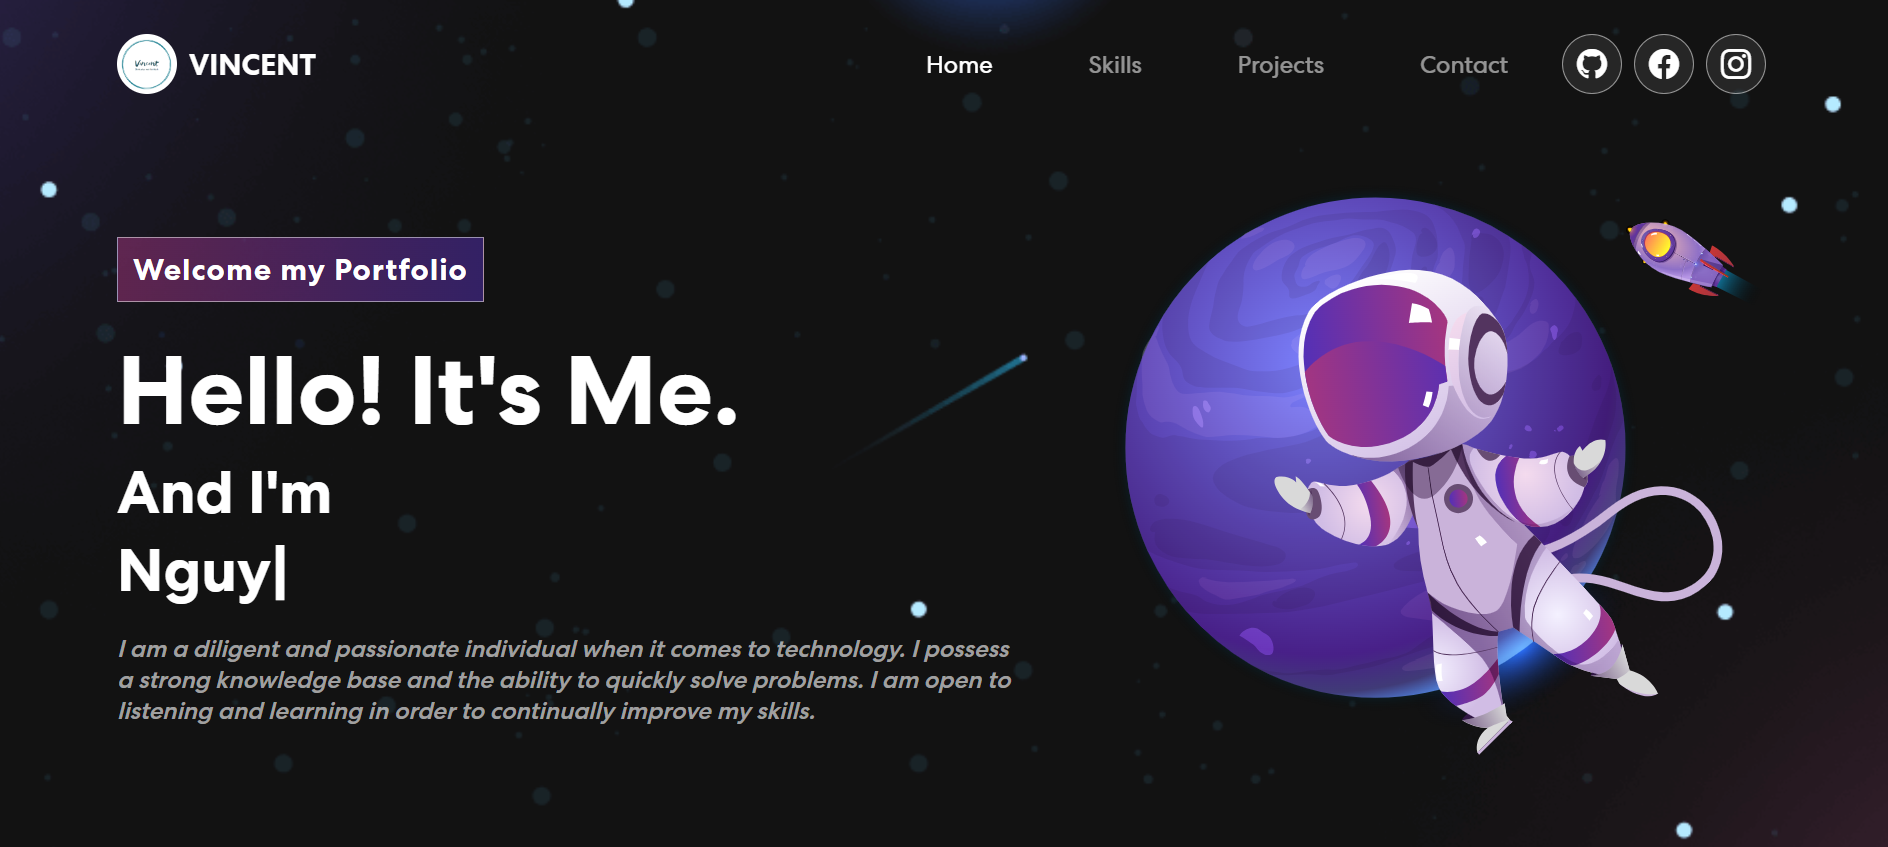 Vincent
VINCENT
Home
Skills
Projects
Contact
Welcome my Portfolio
Hello! It's Me.
And I'm
Nguy|
I am a diligent and passionate individual when it comes to technology. I possess
a strong knowledge base and the ability to quickly solve problems. I am open to
listening and learning in order to continually improve my skills.